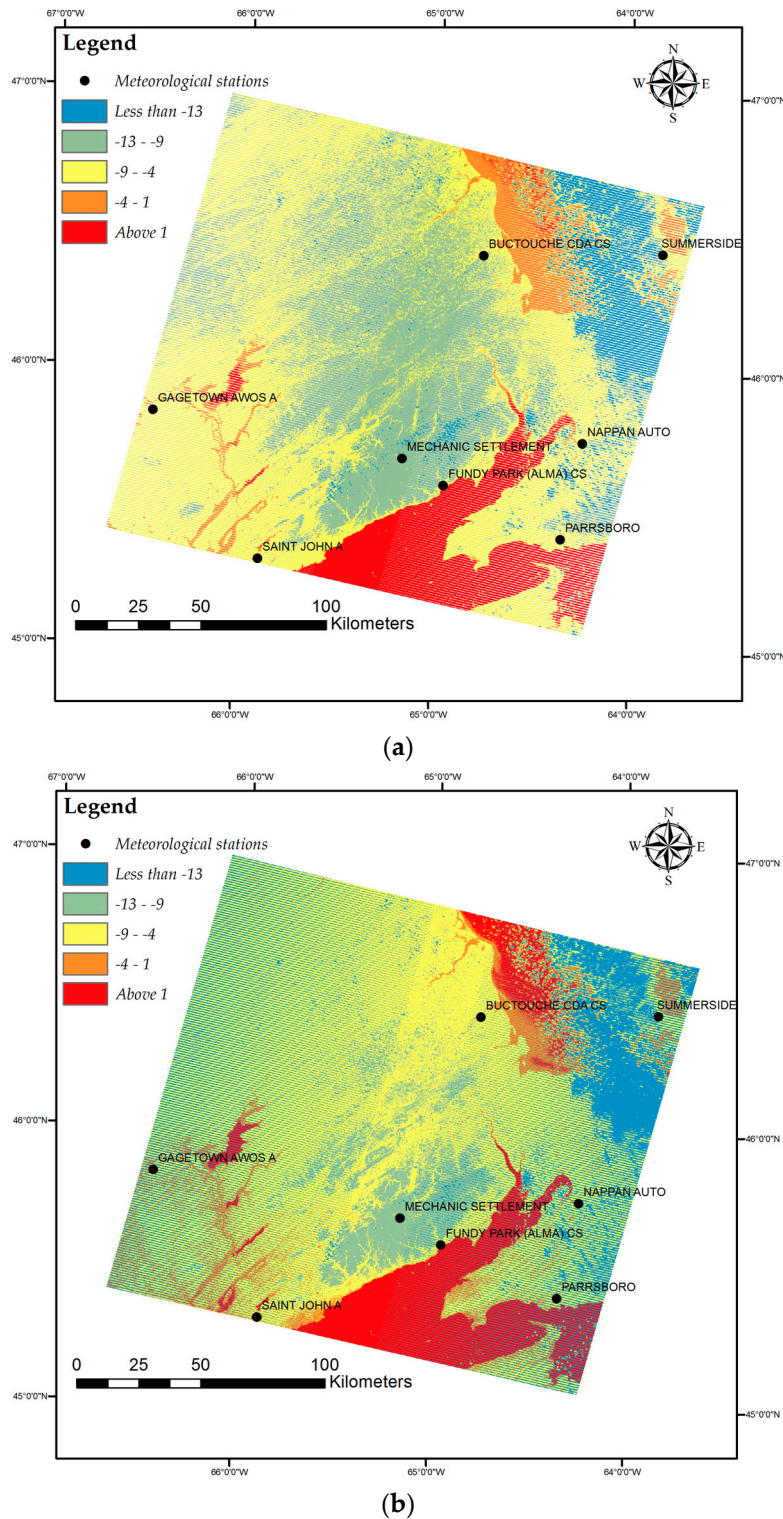 67°0'0"W
66°0'0"W
65°0'0"W
64°0'0"W
Legend
Meteorological stations
Less than -13
-13 - -9
-9 - -4
-4 - 1
Above 1
N
W E
S
47°0'0"N
47°0'0"N
BUCTOUCHE CDA CS
SUMMERSIDE
46°0'0"N
46°0'0"N
GAGETOWN AWOS A
NAPPAN AUTO
MECHANIC SETTLEMENT
FUNDY PARK (ALMA) CS
PARRSBORO
SAINT JOHN A
0 25 50 100
Kilometers
45°0'0"N
45°0'0"N
66°0'0"W
65°0'0"W
64°0'0"W
(a)
67°0'0"W
66°0'0"W
65°0'0"W
64°0'0"W
Legend
Meteorological stations
Less than -13
-13 - -9
-9 - -4
-4 - 1
Above 1
N
W E
S
47°0'0"N
47°0'0"N
BUCTOUCHE CDA CS
SUMMERSIDE
46°0'0"N
46°0'0"N
GAGETOWN AWOS A
NAPPAN AUTO
MECHANIC SETTLEMENT
FUNDY PARK (ALMA) CS
PARRSBORO
SAINT JOHN A
0 25 50 100
Kilometers
45°0'0"N
45°0'0"N
66°0'0"W
65°0'0"W
64°0'0"W
(b)